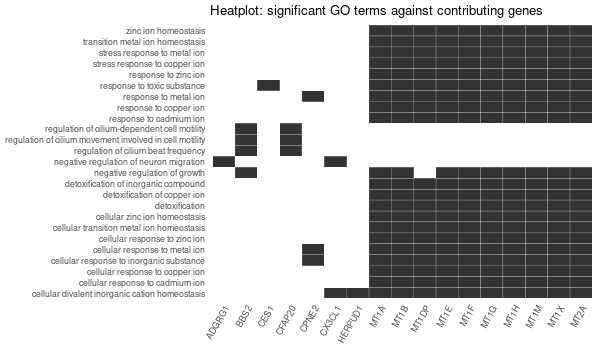 Heatplot: significant GO terms against contributing genes
zinc ion homeostasis
transition metal ion homeostasis
stress response to metal ion
stress response to copper ion
response to zinc ion
response to toxic substance
response to metal ion
response to copper ion
response to cadmium ion
regulation of cilium-dependent cell motility
regulation of cilium movement involved in cell motility
regulation of cilium beat frequency
negative regulation of neuron migration
negative regulation of growth
detoxification of inorganic compound
detoxification of copper ion
detoxification
cellular zinc ion homeostasis
cellular transition metal ion homeostasis
cellular response to zinc ion
cellular response to metal ion
cellular response to inorganic substance
cellular response to copper ion
cellular response to cadmium ion
cellular divalent inorganic cation homeostasis
ADGRG1
BBS2
CES1
CFAP20
CPNE2
CX3CL1
HERPUD1
MT1A
MT1B
MT1DP
MT1E
MT1F
MT1G
MT1H
MT1M
MT1X
MT2A